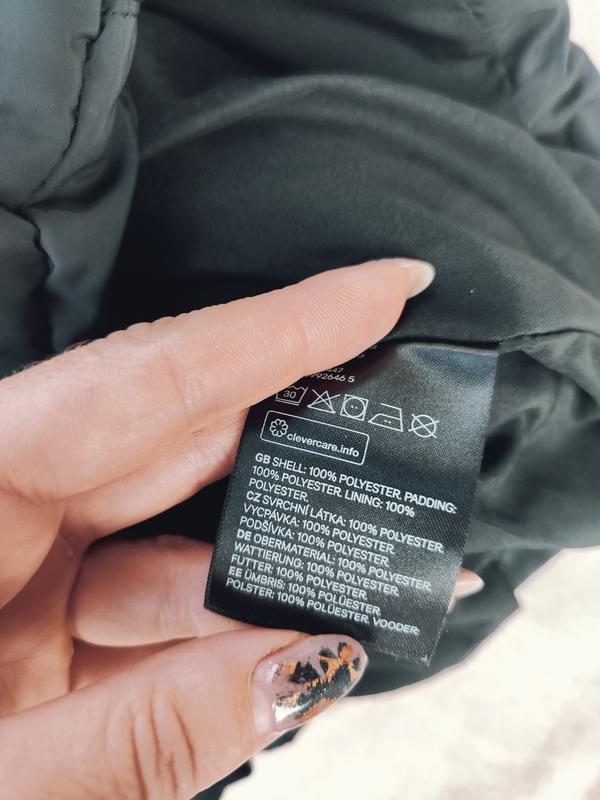 992646 5
30
clevercare.info
GB SHELL: 100% POLYESTER. PADDING:
100% POLYESTER. LINING: 100%
POLYESTER.
CZ SVRCHNÍ LÁTKA: 100% POLYESTER.
VYCPÁVKA: 100% POLYESTER.
PODŠÍVKA: 100% POLYESTER.
DE OBERMATERIAL: 100% POLYESTER.
WATTIERUNG: 100% POLYESTER.
FUTTER: 100% POLYESTER.
EE ÜMBRIS: 100% POLÜESTER.
POLSTER: 100% POLÜESTER. VOODER: